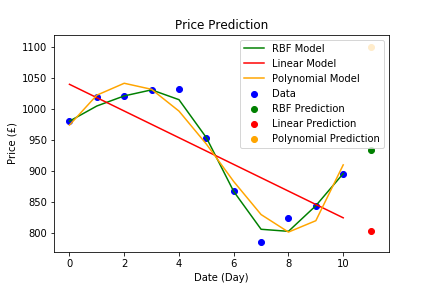 Price Prediction
1100
1050
1000
950
900
850
800
Price (£)
RBF Model
Linear Model
Polynomial Model
Data
RBF Prediction
Linear Prediction
Polynomial Prediction
0
2
4
6
8
10
Date (Day)